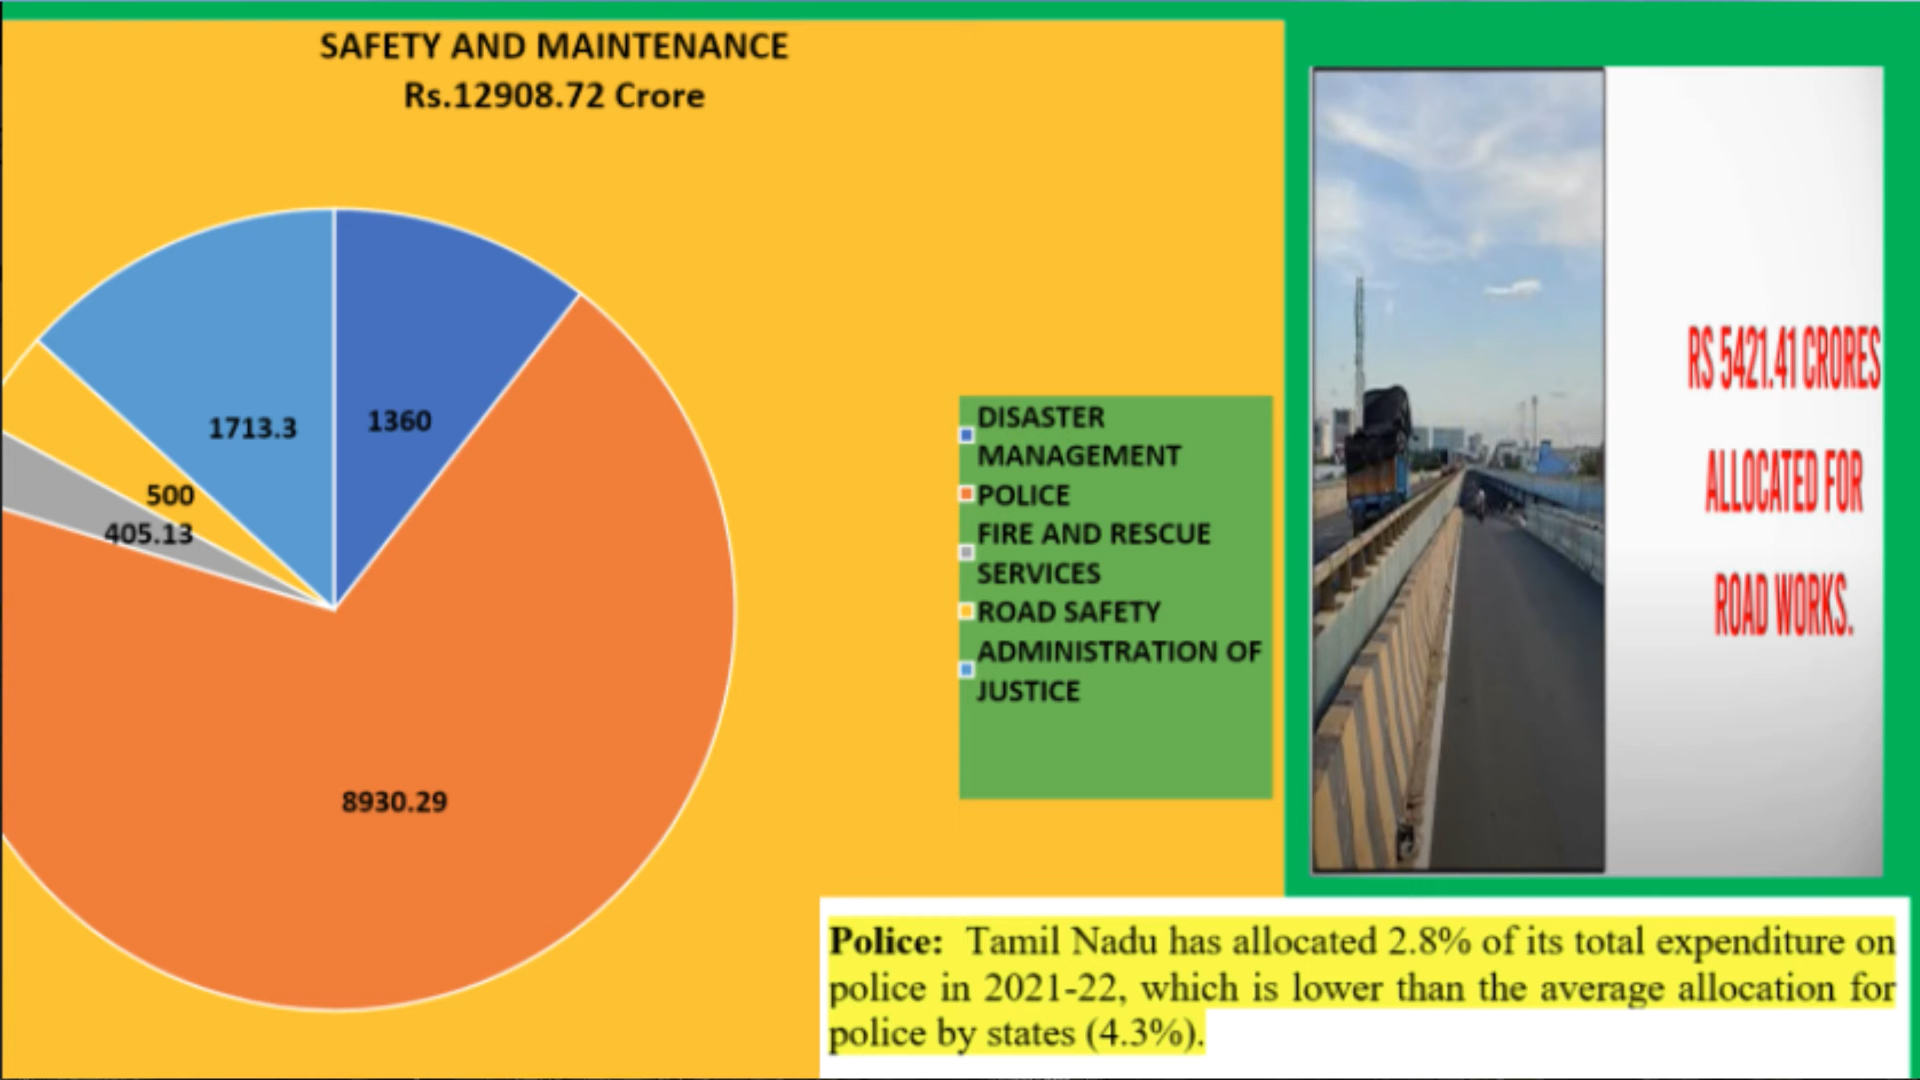 SAFETY AND MAINTENANCE
Rs.12908.72 Crore
1713.3
1360
500
405.13
8930.29
DISASTER
MANAGEMENT
POLICE
FIRE AND RESCUE
SERVICES
ROAD SAFETY
ADMINISTRATION OF
JUSTICE
RS 5421.41 CRORES
ALLOCATED FOR
ROAD WORKS.
Police: Tamil Nadu has allocated 2.8% of its total expenditure on
police in 2021-22, which is lower than the average allocation for
police by states (4.3%).